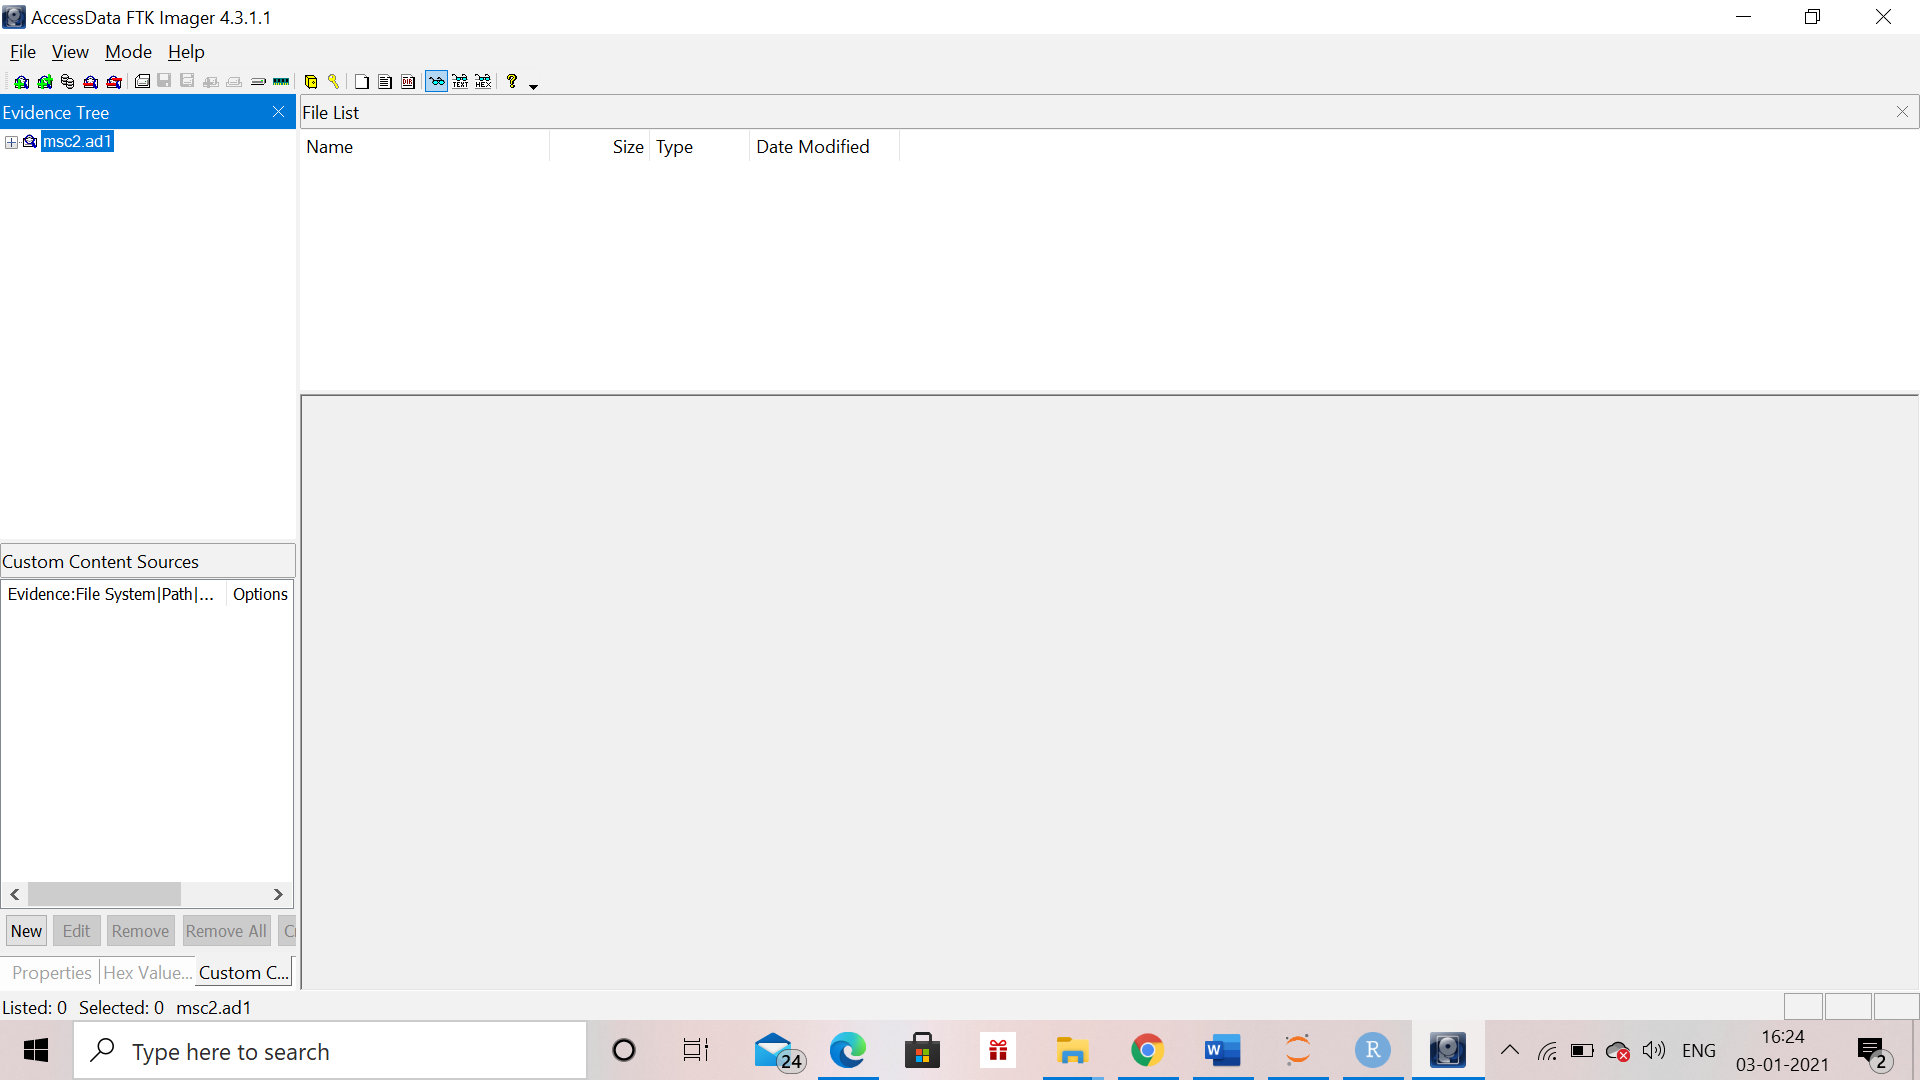 AccessData FTK Imager 4.3.1.1
File View Mode Help
TEXT HEX
Evidence Tree
File List
msc2.ad1
Name Size Type Date Modified
Custom Content Sources
Evidence:File System|Path|... Options
New Edit Remove Remove All
Properties Hex Value... Custom C...
Listed: 0 Selected: 0 msc2.ad1
Type here to search
24
W
R
ENG
16:24
03-01-2021
2